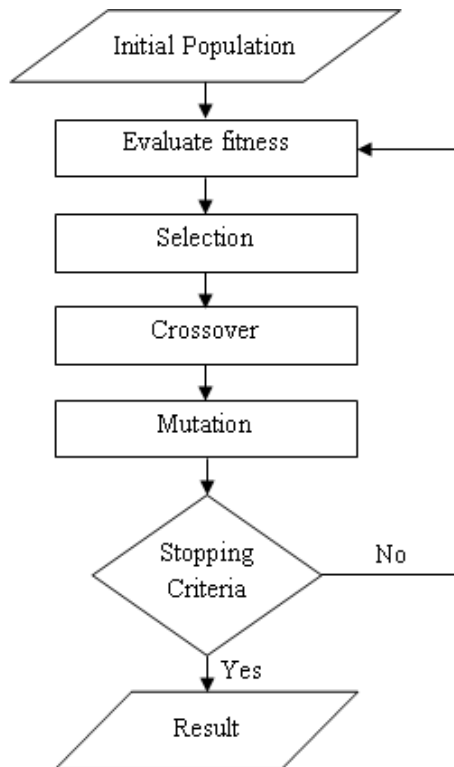 Initial Population
Evaluate fitness
Selection
Crossover
Mutation
Stopping
Criteria
No
Yes
Result